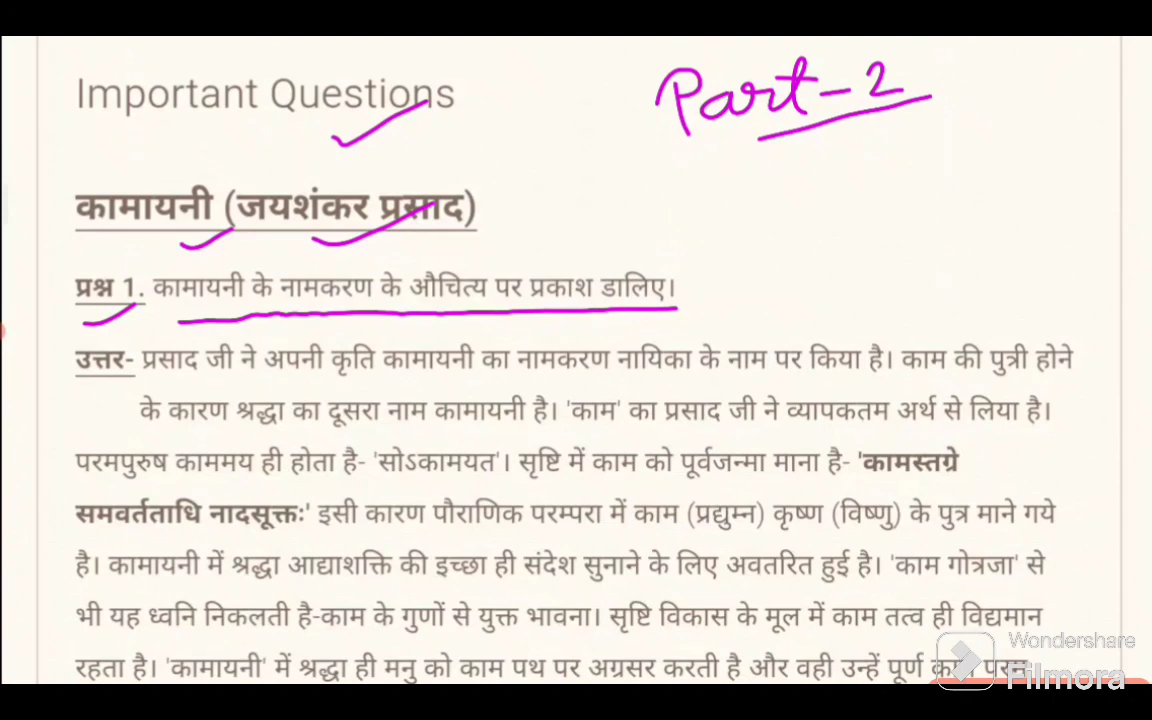 Important Questions
Part-2
कामायनी (जयशंकर प्रसाद)
प्रश्न 1. कामायनी के नामकरण के औचित्य पर प्रकाश डालिए।
उत्तर- प्रसाद जी ने अपनी कृति कामायनी का नामकरण नायिका के नाम पर किया है। काम की पुत्री होने
के कारण श्रद्धा का दूसरा नाम कामायनी है। 'काम' का प्रसाद जी ने व्यापकतम अर्थ से लिया है।
परमपुरुष काममय ही होता है- 'सोऽकामयत'। सृष्टि में काम को पूर्वजन्मा माना है- 'कामस्तग्रे
समवर्तताधि नादसूक्तः' इसी कारण पौराणिक परम्परा में काम (प्रद्युम्न) कृष्ण (विष्णु) के पुत्र माने गये
है। कामायनी में श्रद्धा आद्याशक्ति की इच्छा ही संदेश सुनाने के लिए अवतरित हुई है। 'काम गोत्रजा' से
भी यह ध्वनि निकलती है-काम के गुणों से युक्त भावना। सृष्टि विकास के मूल में काम तत्व ही विद्यमान
रहता है। 'कामायनी' में श्रद्धा ही मनु को काम पथ पर अग्रसर करती है और वही उन्हें पूर्ण
Wondershare
Filmora